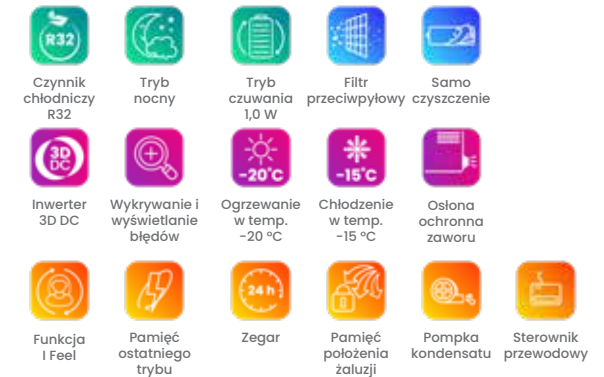 R32
Czynnik
chłodniczy
R32
Tryb
nocny
Tryb
czuwania
1,0 W
Filtr
przeciwpyłowy
Samo
czyszczenie
3D
DC
Inwerter
3D DC
Wykrywanie i
wyświetlanie
błędów
-20°C
Ogrzewanie
w temp.
-20 °C
-15°C
Chłodzenie
w temp.
-15 °C
Osłona
ochronna
zaworu
Funkcja
I Feel
Pamięć
ostatniego
trybu
24 h
Zegar
Pamięć
położenia
żaluzji
Pompka
kondensatu
Sterownik
przewodowy